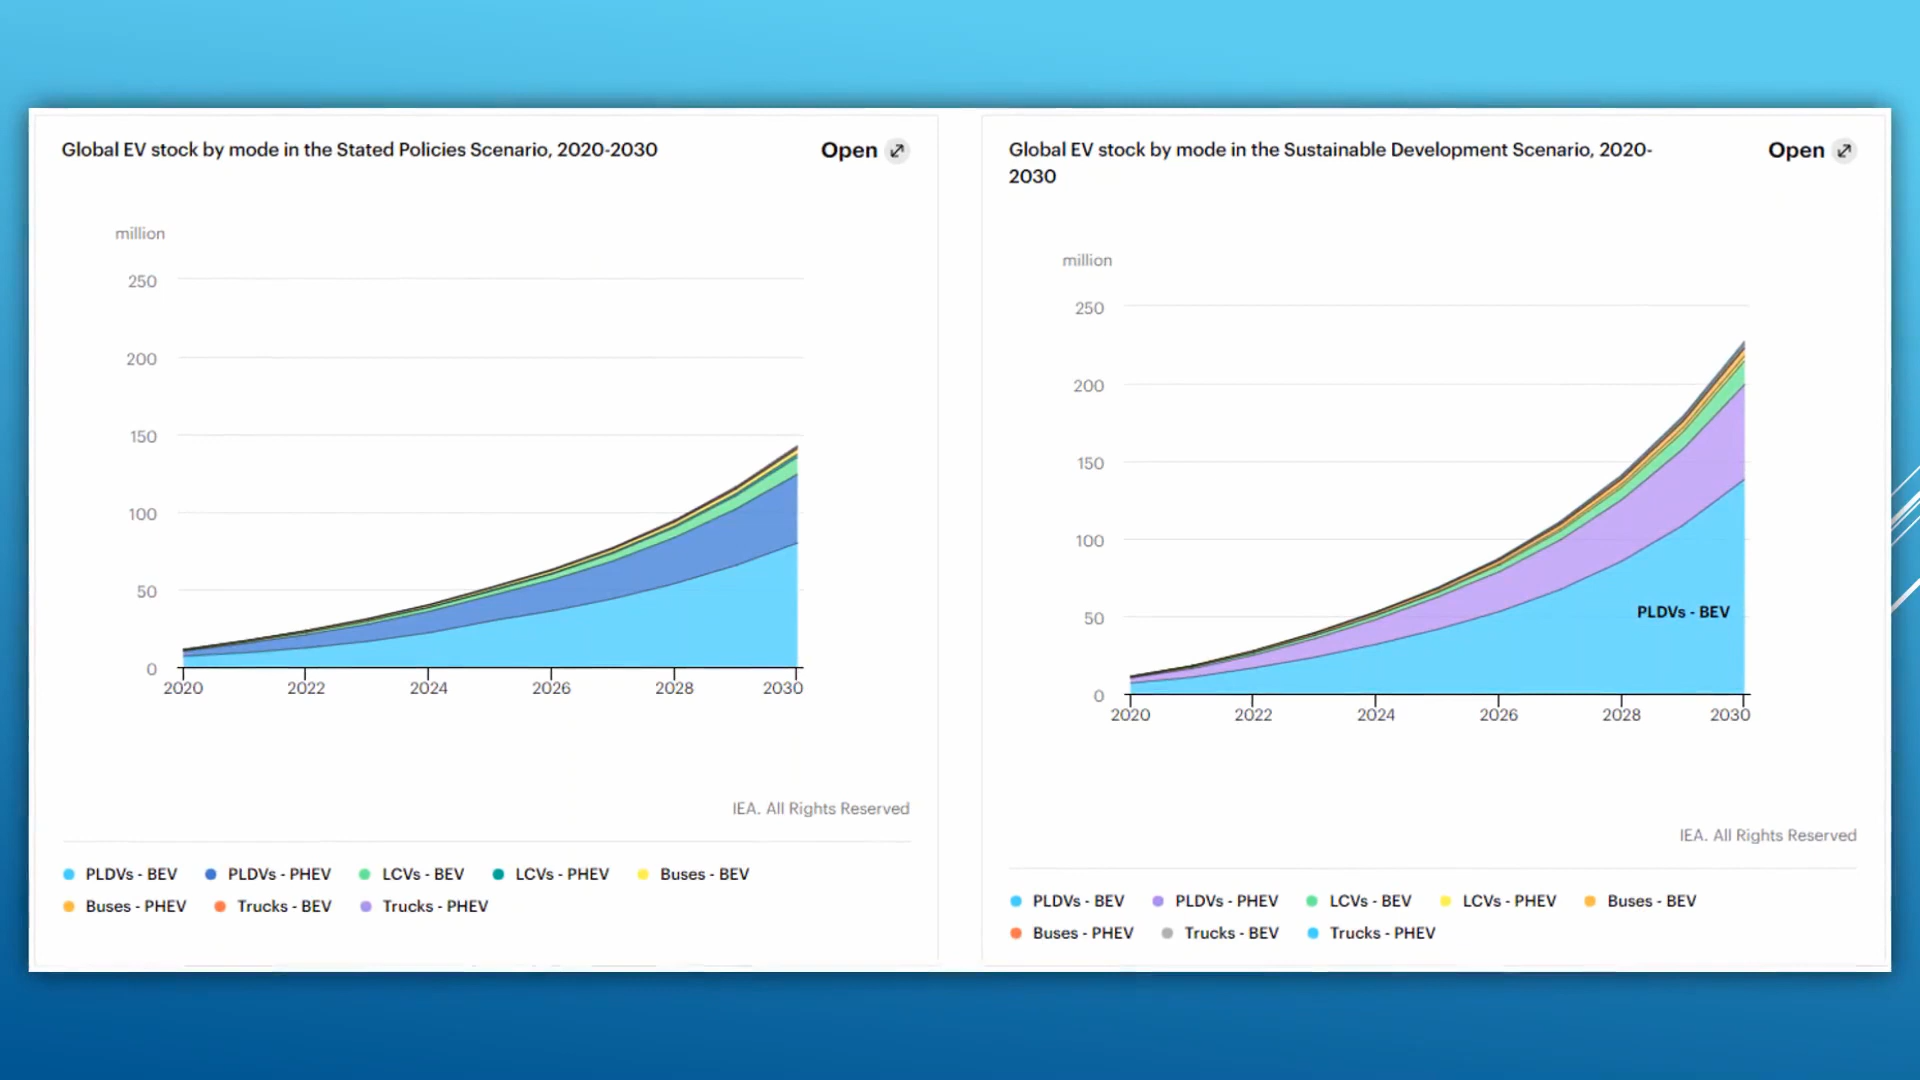 Global EV stock by mode in the Stated Policies Scenario, 2020-2030
Open
million
250
200
150
100
50
0
2020 2022 2024 2026 2028 2030
IEA. All Rights Reserved
PLDVs - BEV PLDVs - PHEV LCVs - BEV LCVs - PHEV Buses - BEV
Buses - PHEV Trucks - BEV Trucks - PHEV
Global EV stock by mode in the Sustainable Development Scenario, 2020-
2030
Open
million
250
200
150
100
50
0
PLDVs - BEV
2020 2022 2024 2026 2028 2030
IEA. All Rights Reserved
PLDVs - BEV PLDVs - PHEV LCVs - BEV LCVs - PHEV Buses - BEV
Buses - PHEV Trucks - BEV Trucks - PHEV